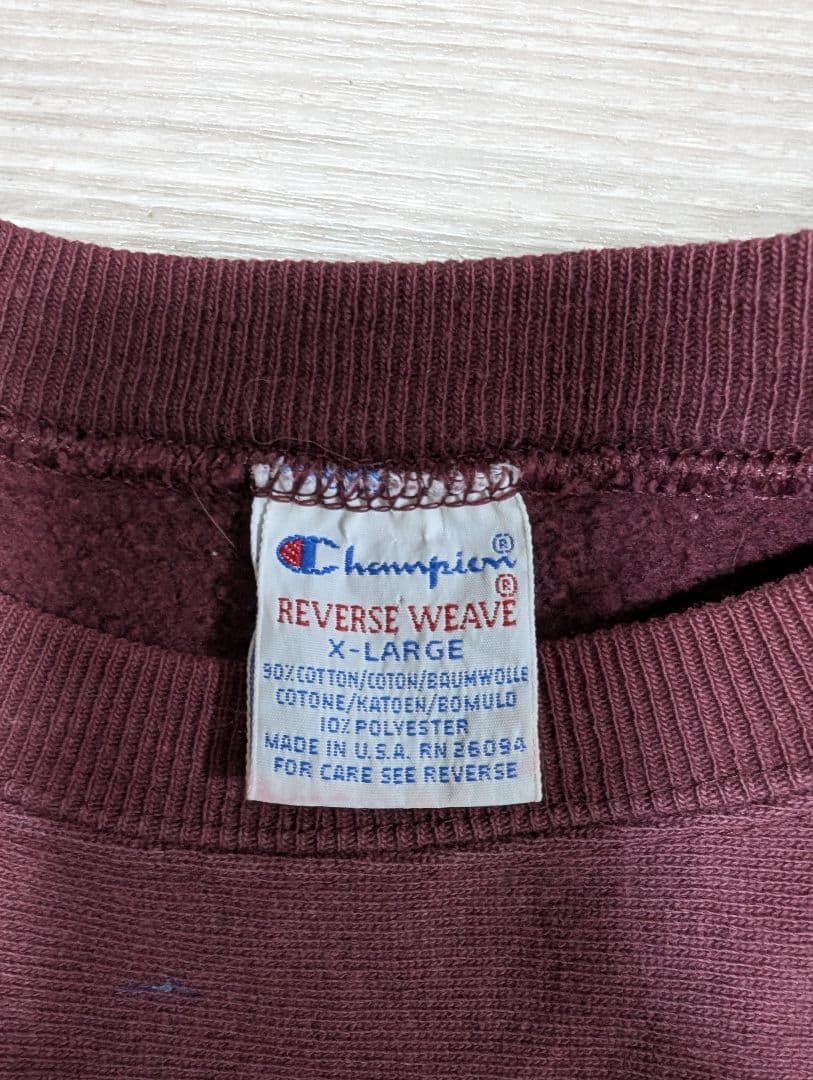 Champion®
REVERSE WEAVE®
X-LARGE
90% COTTON/COTON/BAUMWOLLE
COTONE/KATOEN/BOMULD
10% POLYESTER
MADE IN U.S.A. RN 26094
FOR CARE SEE REVERSE